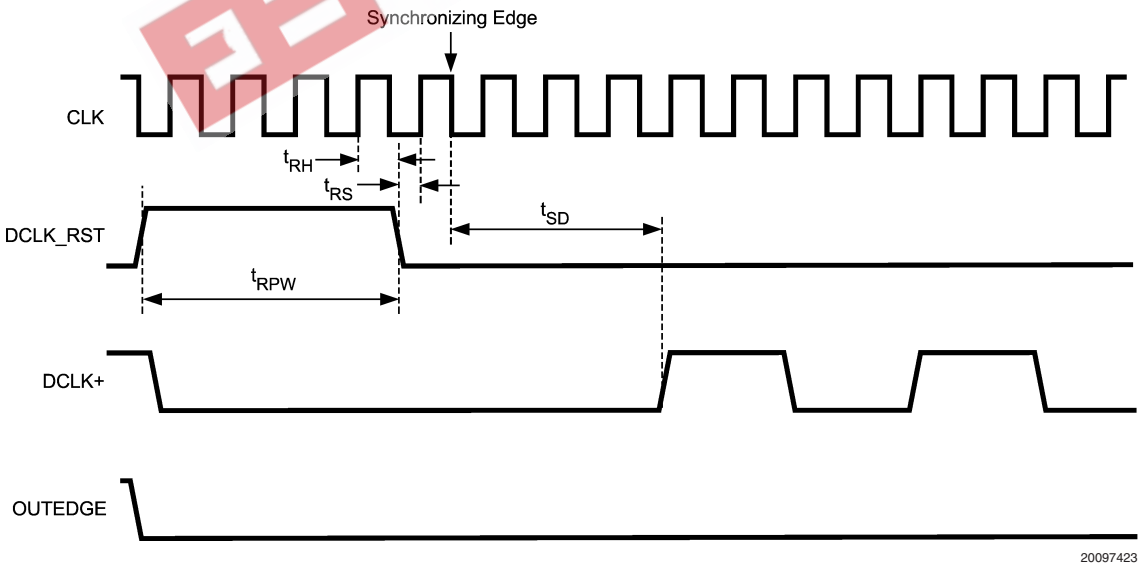 Synchronizing Edge
CLK
tRH
tRS
tSD
DCLK_RST
tRPW
DCLK+
OUTEDGE
20097423